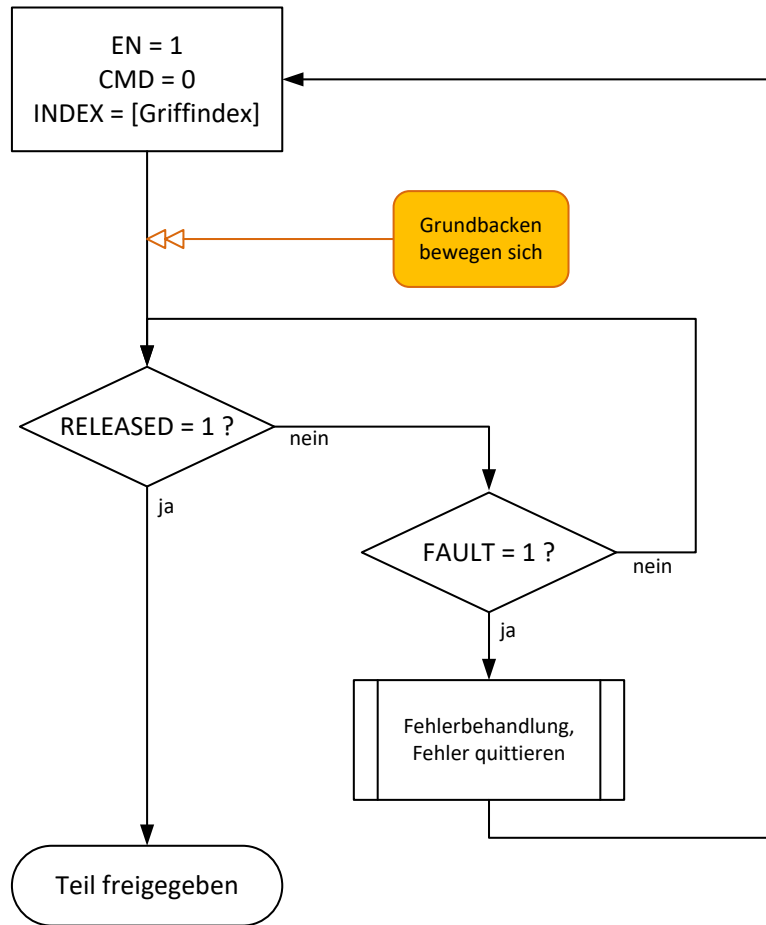 EN = 1
CMD = 0
INDEX = [Griffindex]
Grundbacken
bewegen sich
RELEASED = 1 ?
nein
ja
FAULT = 1 ?
nein
ja
Fehlerbehandlung,
Fehler quittieren
Teil freigegeben